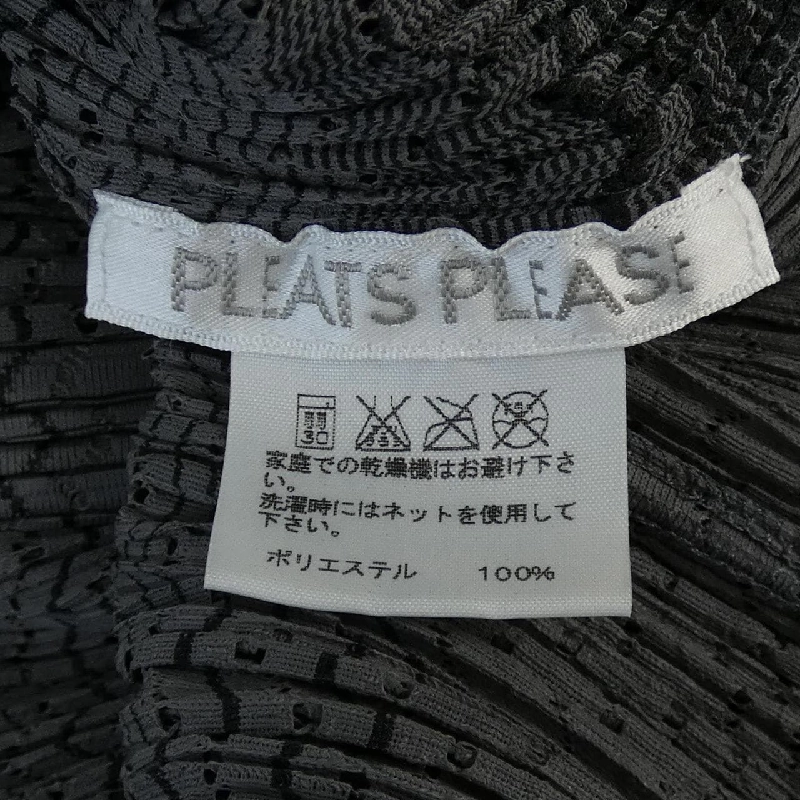 PLEATS PLEASE
弱
30
家庭での乾燥機はお避け下さ
い。
洗濯時にはネットを使用して
下さい。
ポリエステル 100%